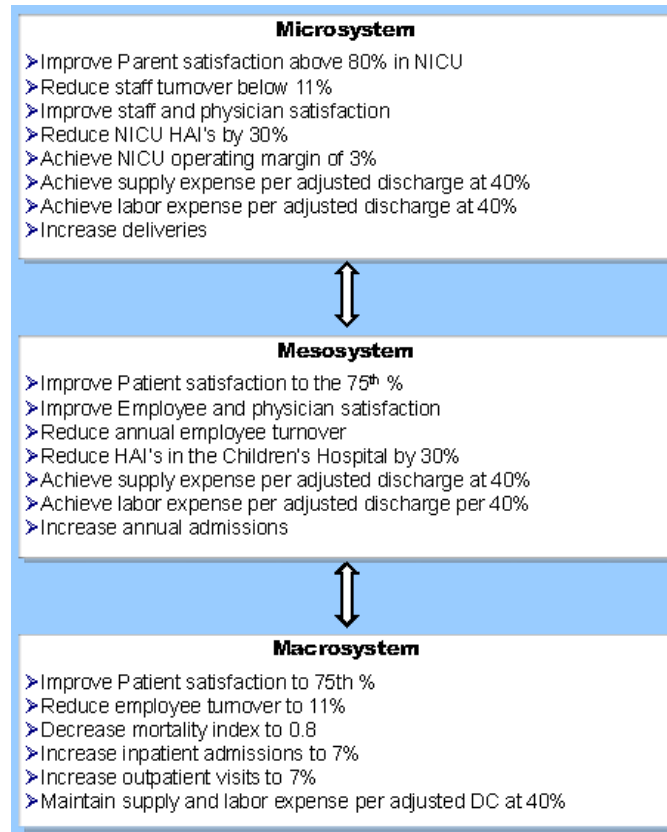 Microsystem
➤Improve Parent satisfaction above 80% in NICU
➤Reduce staff turnover below 11%
➤Improve staff and physician satisfaction
➤Reduce NICU HAI's by 30%
➤Achieve NICU operating margin of 3%
➤Achieve supply expense per adjusted discharge at 40%
➤Achieve labor expense per adjusted discharge at 40%
➤Increase deliveries
Mesosystem
➤Improve Patient satisfaction to the 75th %
➤Improve Employee and physician satisfaction
➤Reduce annual employee turnover
➤Reduce HAI's in the Children's Hospital by 30%
➤Achieve supply expense per adjusted discharge at 40%
➤Achieve labor expense per adjusted discharge per 40%
➤Increase annual admissions
Macrosystem
➤Improve Patient satisfaction to 75th %
➤Reduce employee turnover to 11%
➤Decrease mortality index to 0.8
➤Increase inpatient admissions to 7%
➤Increase outpatient visits to 7%
➤Maintain supply and labor expense per adjusted DC at 40%